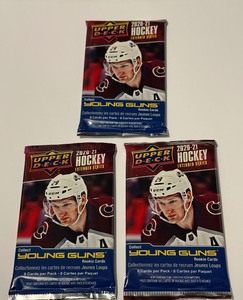 UPPER DECK
2020-21
HOCKEY
EXTENDED SERIES
Collect
YOUNG GUNS
Rookie Cards
Collectionnez les cartes de recrues Jeunes Loups
8 Cards per Pack · 8 Cartes par Paquet
UPPER DECK
2020-21
HOCKEY
EXTENDED SERIES
Collect
YOUNG GUNS
Rookie Cards
Collectionnez les cartes de recrues Jeunes Loups
8 Cards per Pack · 8 Cartes par Paquet
UPPER DECK
2020-21
HOCKEY
EXTENDED SERIES
Collect
YOUNG GUNS
Rookie Cards
Collectionnez les cartes de recrues Jeunes Loups
8 Cards per Pack · 8 Cartes par Paquet